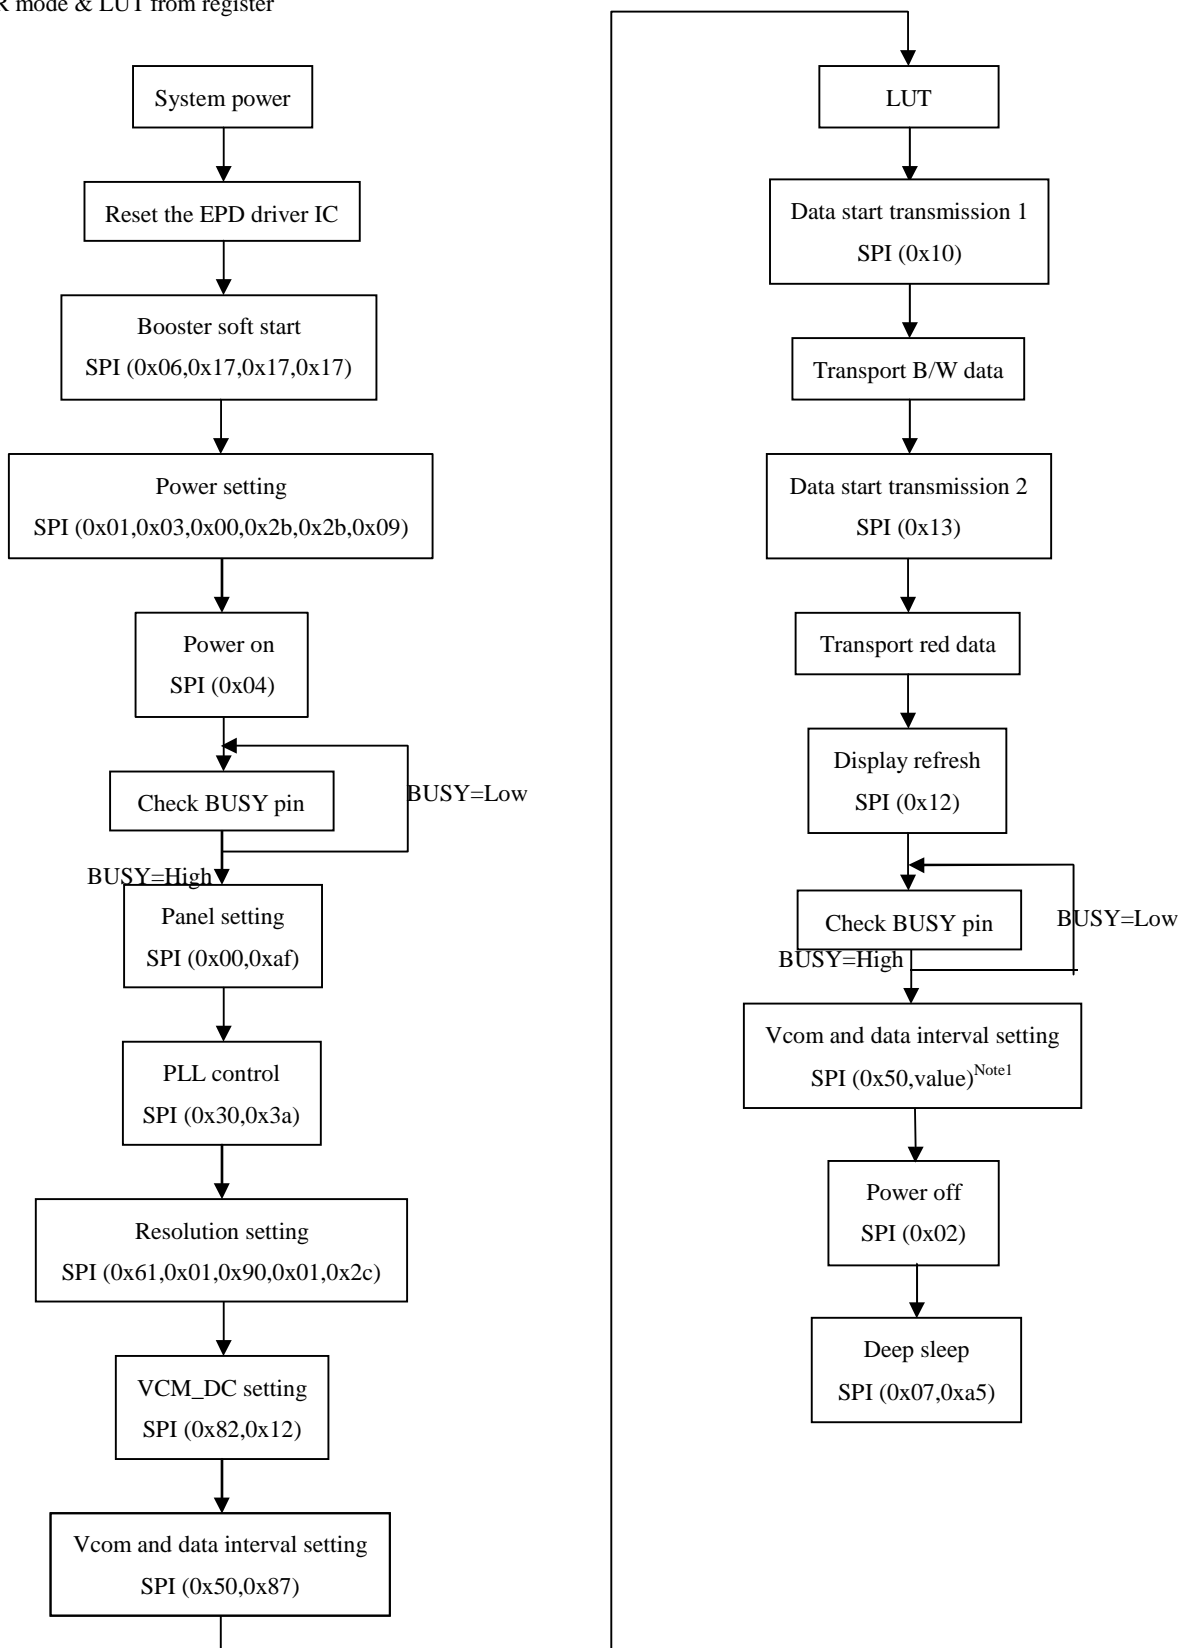 R mode & LUT from register
System power
Reset the EPD driver IC
Booster soft start
SPI (0x06,0x17,0x17,0x17)
Power setting
SPI (0x01,0x03,0x00,0x2b,0x2b,0x09)
Power on
SPI (0x04)
Check BUSY pin
BUSY=Low
BUSY=High
Panel setting
SPI (0x00,0xaf)
PLL control
SPI (0x30,0x3a)
Resolution setting
SPI (0x61,0x01,0x90,0x01,0x2c)
VCM_DC setting
SPI (0x82,0x12)
Vcom and data interval setting
SPI (0x50,0x87)
LUT
Data start transmission 1
SPI (0x10)
Transport B/W data
Data start transmission 2
SPI (0x13)
Transport red data
Display refresh
SPI (0x12)
Check BUSY pin
BUSY=Low
BUSY=High
Vcom and data interval setting
SPI (0x50,value)Note1
Power off
SPI (0x02)
Deep sleep
SPI (0x07,0xa5)